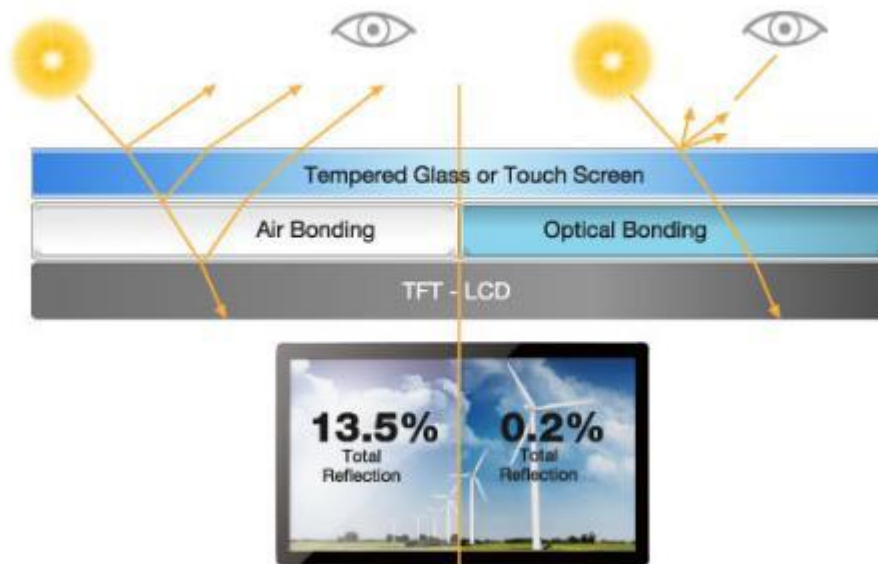 Tempered Glass or Touch Screen
Air Bonding
Optical Bonding
TFT - LCD
13.5%
Total
Reflection
0.2%
Total
Reflection